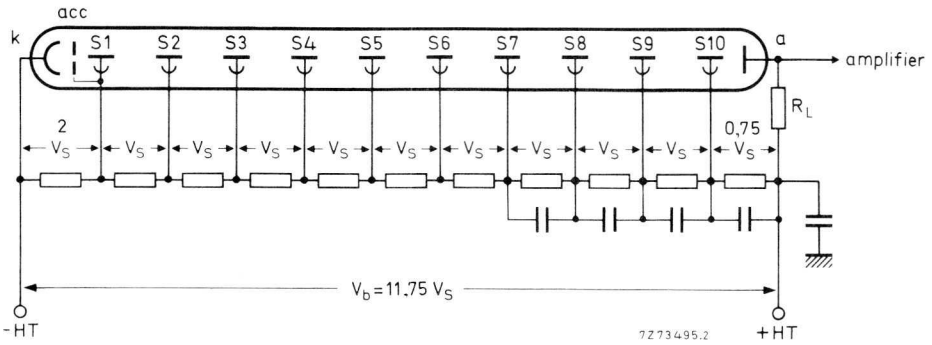 acc
k
S1 S2 S3 S4 S5 S6 S7 S8 S9 S10
a
amplifier
R_L
2 0,75
V_S V_S V_S V_S V_S V_S V_S V_S V_S V_S V_S
V_b = 11,75 V_S
-HT
7Z73495.2
+HT